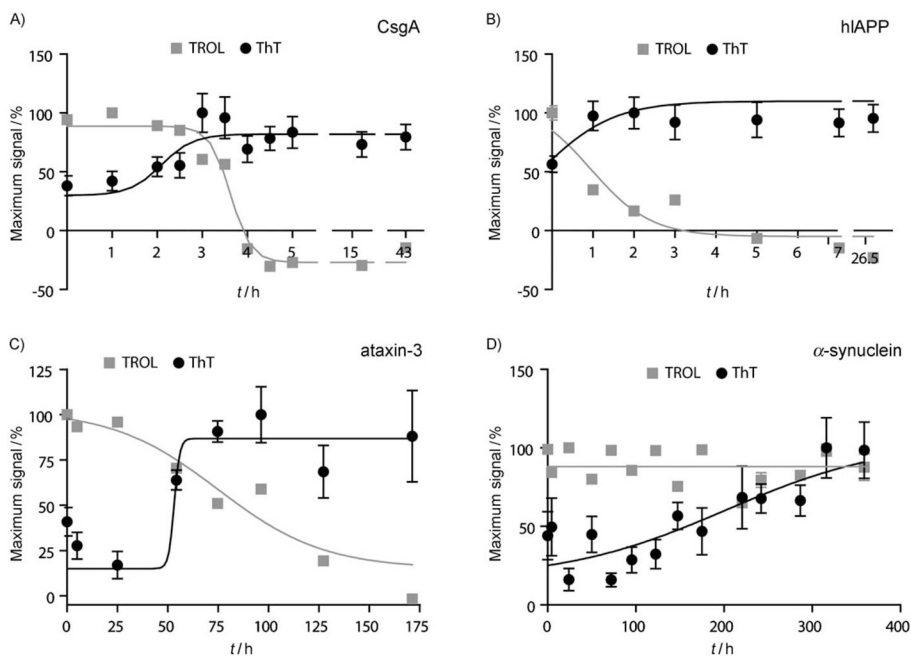 A) CsgA
TROL ThT
Maximum signal / %
150
100
50
0
-50
1 2 3 4 5 15 43
t / h
B) hIAPP
TROL ThT
Maximum signal / %
150
100
50
0
-50
1 2 3 4 5 6 7 26.5
t / h
C) ataxin-3
TROL ThT
Maximum signal / %
125
100
75
50
25
0
0 25 50 75 100 125 150 175
t / h
D) α-synuclein
TROL ThT
Maximum signal / %
150
100
50
0
0 100 200 300 400
t / h